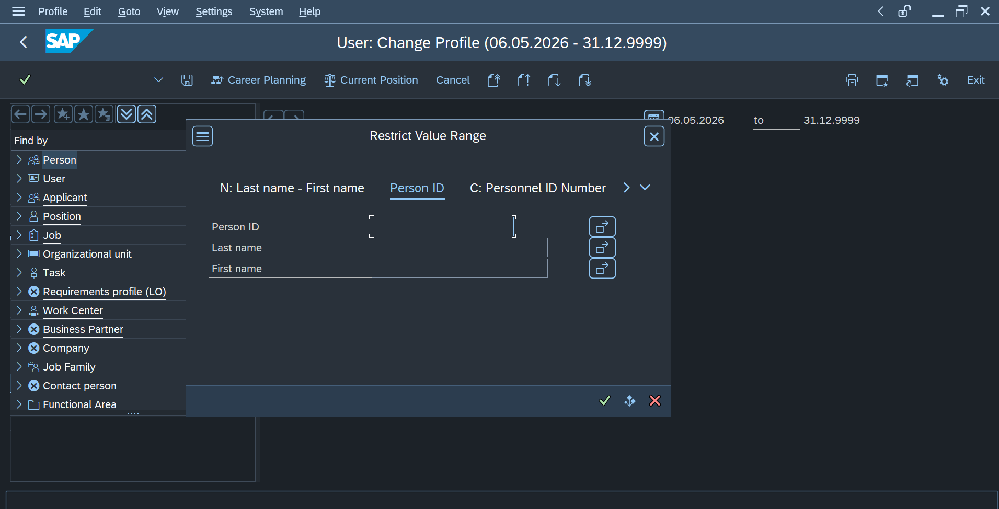 Profile Edit Goto View Settings System Help
SAP
User: Change Profile (06.05.2026 - 31.12.9999)
Career Planning Current Position Cancel Exit
06.05.2026 to 31.12.9999
Find by
Person
User
Applicant
Position
Job
Organizational unit
Task
Requirements profile (LO)
Work Center
Business Partner
Company
Job Family
Contact person
Functional Area
Restrict Value Range
N: Last name - First name Person ID C: Personnel ID Number
Person ID
Last name
First name